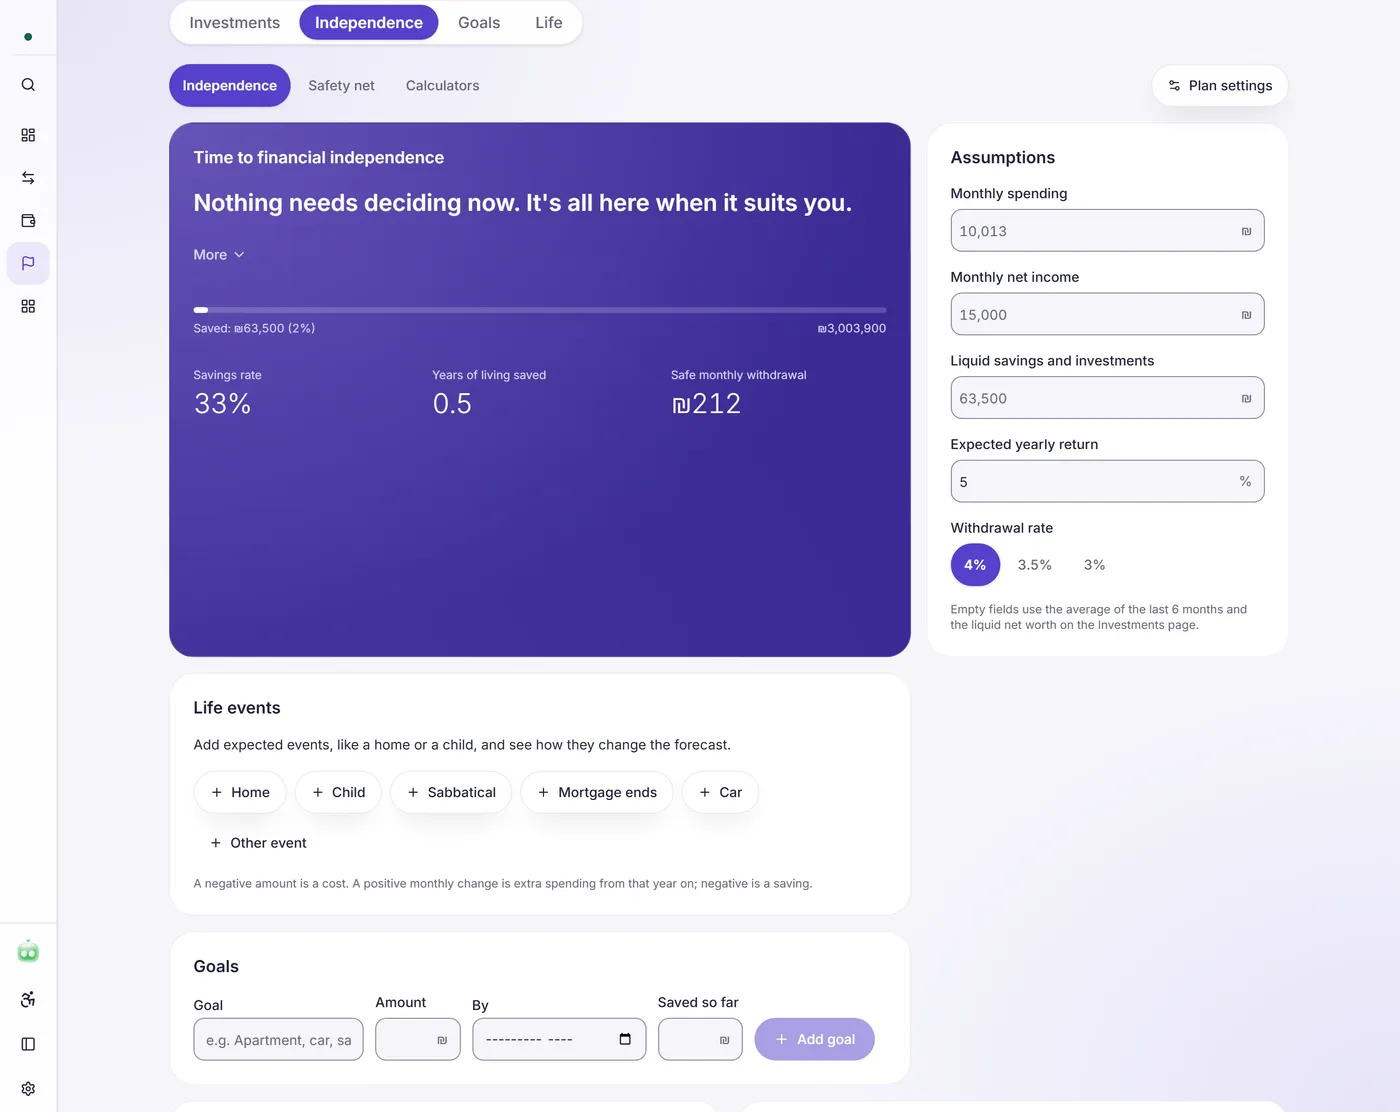 Investments
Independence
Goals
Life
Independence
Safety net
Calculators
Plan settings
Time to financial independence
Nothing needs deciding now. It's all here when it suits you.
More
Saved: ₪63,500 (2%)
₪3,003,900
Savings rate
33%
Years of living saved
0.5
Safe monthly withdrawal
₪212
Assumptions
Monthly spending
10,013 ₪
Monthly net income
15,000 ₪
Liquid savings and investments
63,500 ₪
Expected yearly return
5 %
Withdrawal rate
4% 3.5% 3%
Empty fields use the average of the last 6 months and
the liquid net worth on the Investments page.
Life events
Add expected events, like a home or a child, and see how they change the forecast.
+ Home
+ Child
+ Sabbatical
+ Mortgage ends
+ Car
+ Other event
A negative amount is a cost. A positive monthly change is extra spending from that year on; negative is a saving.
Goals
Goal
e.g. Apartment, car, sa
Amount
₪
By
--------- ----
Saved so far
₪
+ Add goal